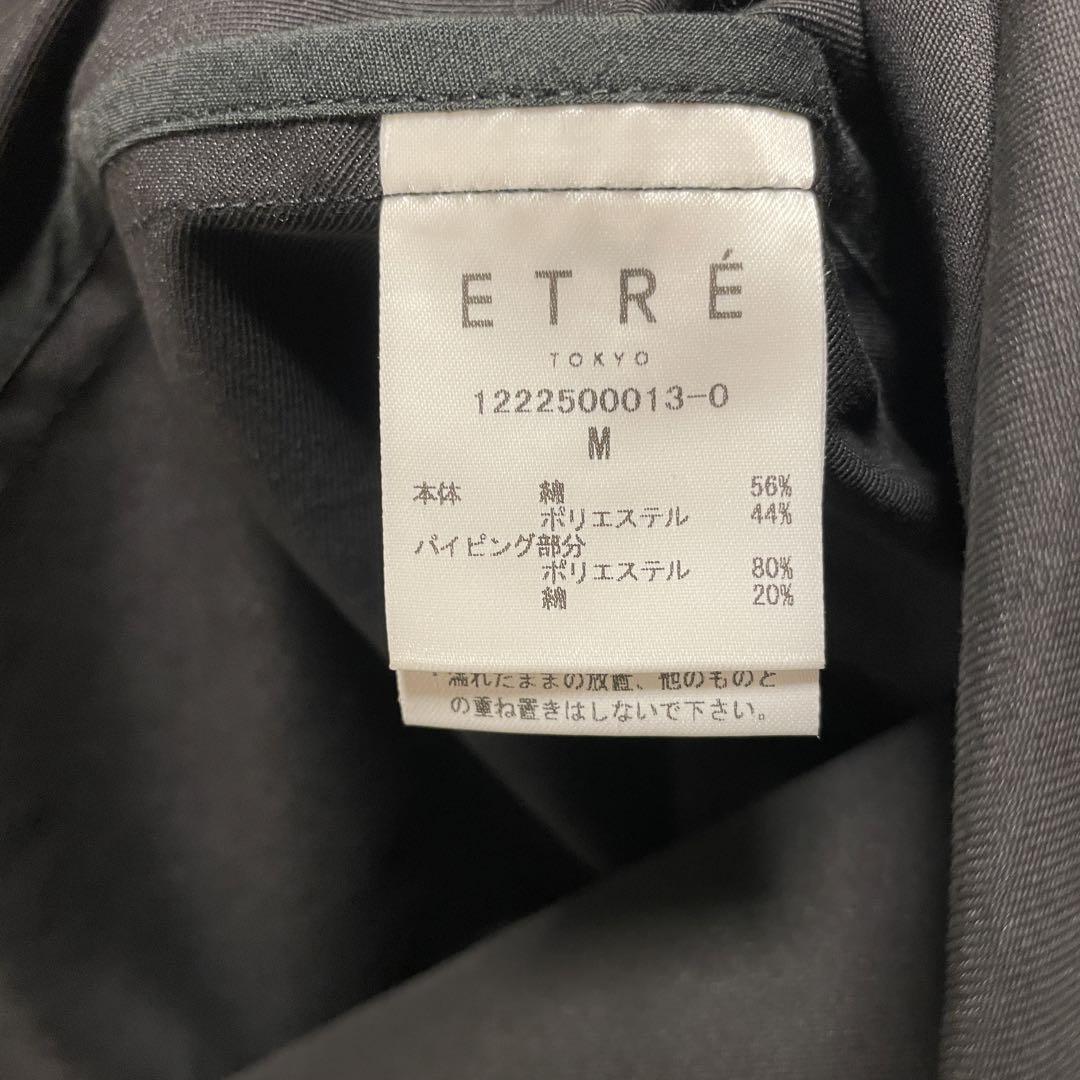 ETRÉ
TOKYO
1222500013-0
M
本体 綿 56%
ポリエステル 44%
パイピング部分
ポリエステル 80%
綿 20%
・濡れたままの放置、他のものと
の重ね置きはしないで下さい。